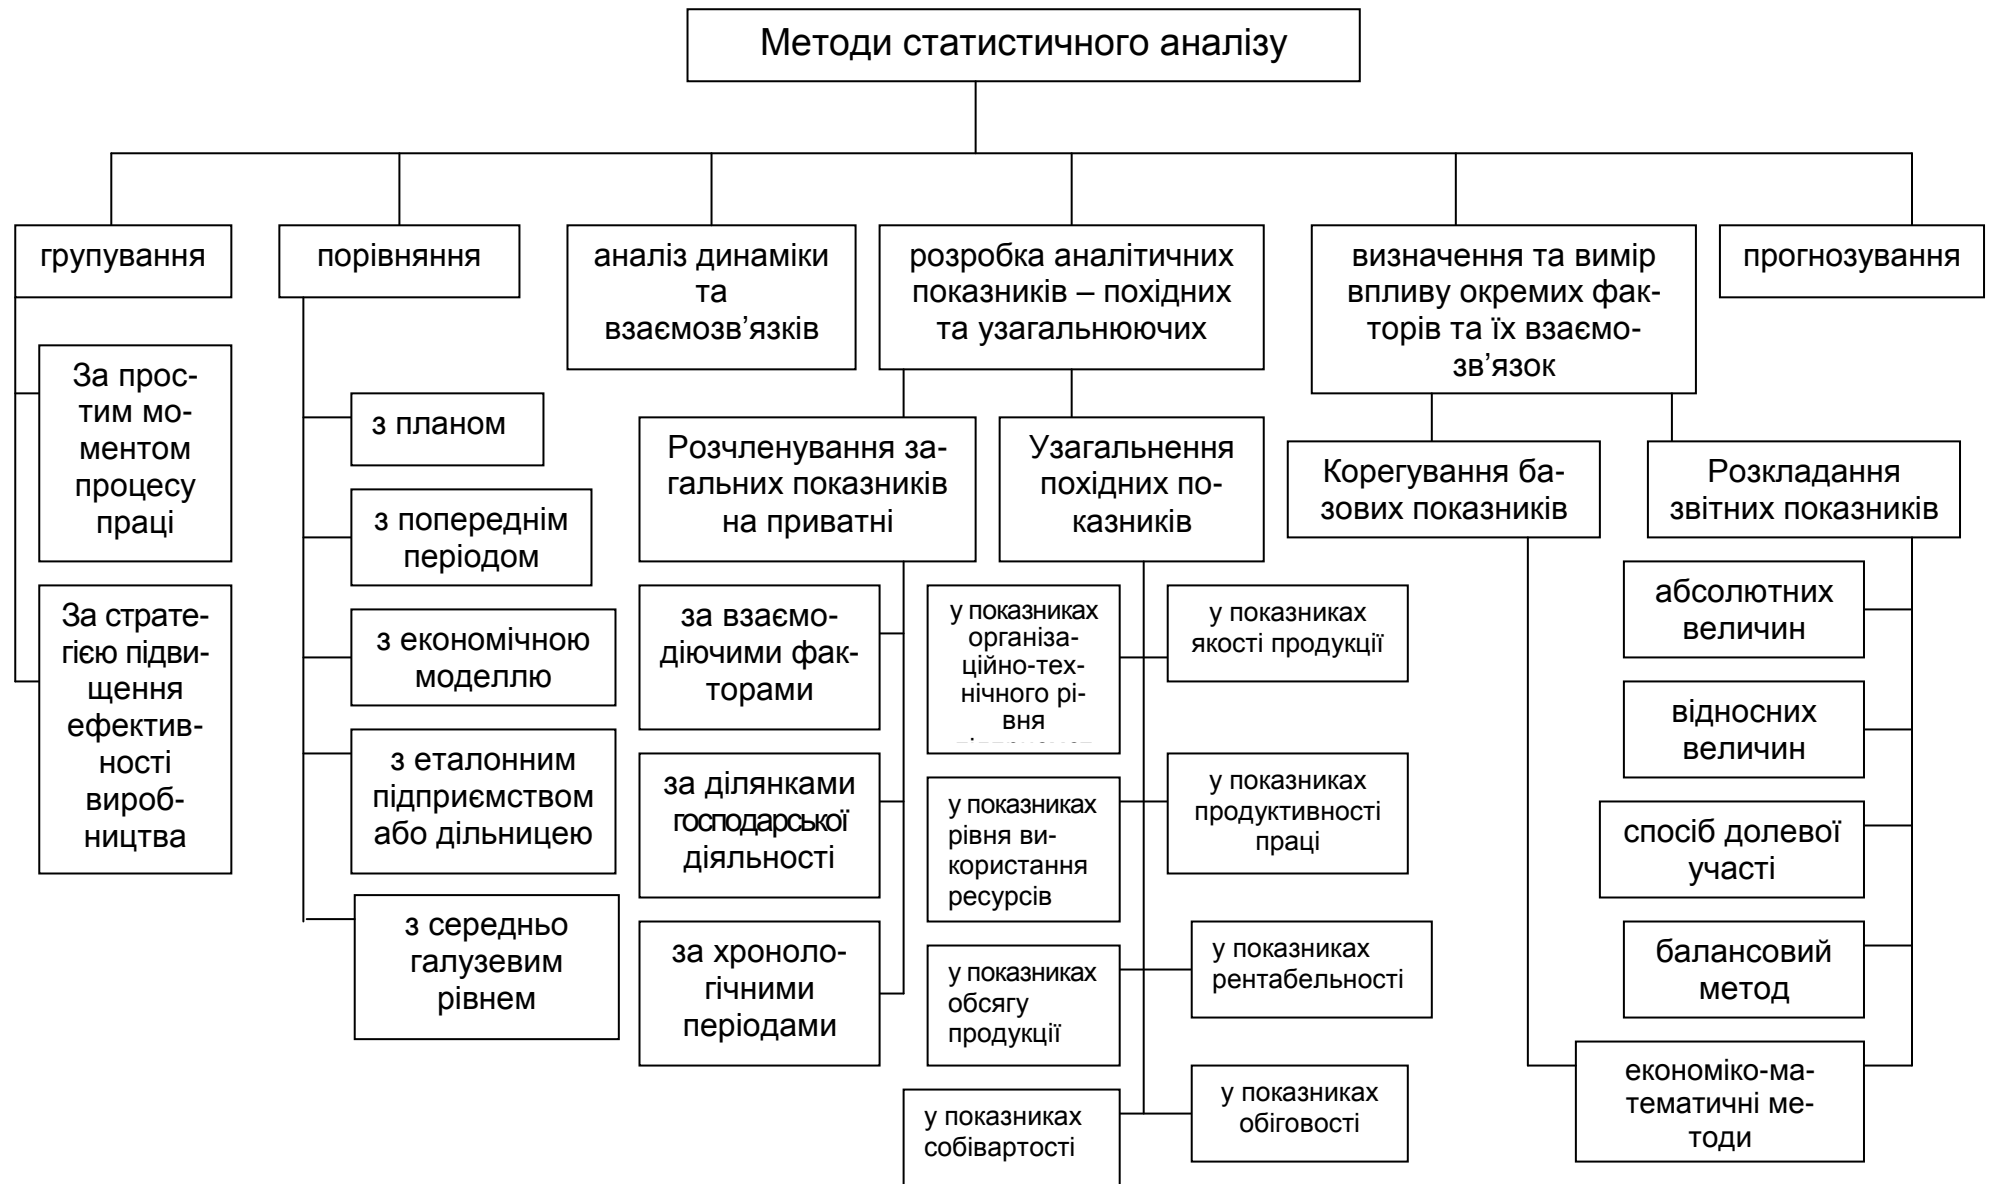 Методи статистичного аналізу
групування
порівняння
аналіз динаміки
та
взаємозв’язків
розробка аналітичних
показників – похідних
та узагальнюючих
визначення та вимір
впливу окремих фак-
торів та їх взаємо-
зв’язок
прогнозування
За прос-
тим мо-
ментом
процесу
праці
За страте-
гією підви-
щення
ефектив-
ності
вироб-
ництва
з планом
з попереднім
періодом
з економічною
моделлю
з еталонним
підприємством
або дільницею
з середньо
галузевим
рівнем
Розчленування за-
гальних показників
на приватні
за взаємо-
діючими фак-
торами
за ділянками
господарської
діяльності
за хроноло-
гічними
періодами
Узагальнення
похідних по-
казників
у показниках
організа-
ційно-тех-
нічного рі-
вня
у показниках
рівня ви-
користання
ресурсів
у показниках
обсягу
продукції
у показниках
собівартості
у показниках
якості продукції
у показниках
продуктивності
праці
у показниках
рентабельності
у показниках
обіговості
Корегування ба-
зових показників
Розкладання
звітних показників
абсолютних
величин
відносних
величин
спосіб долевої
участі
балансовий
метод
економіко-ма-
тематичні ме-
тоди